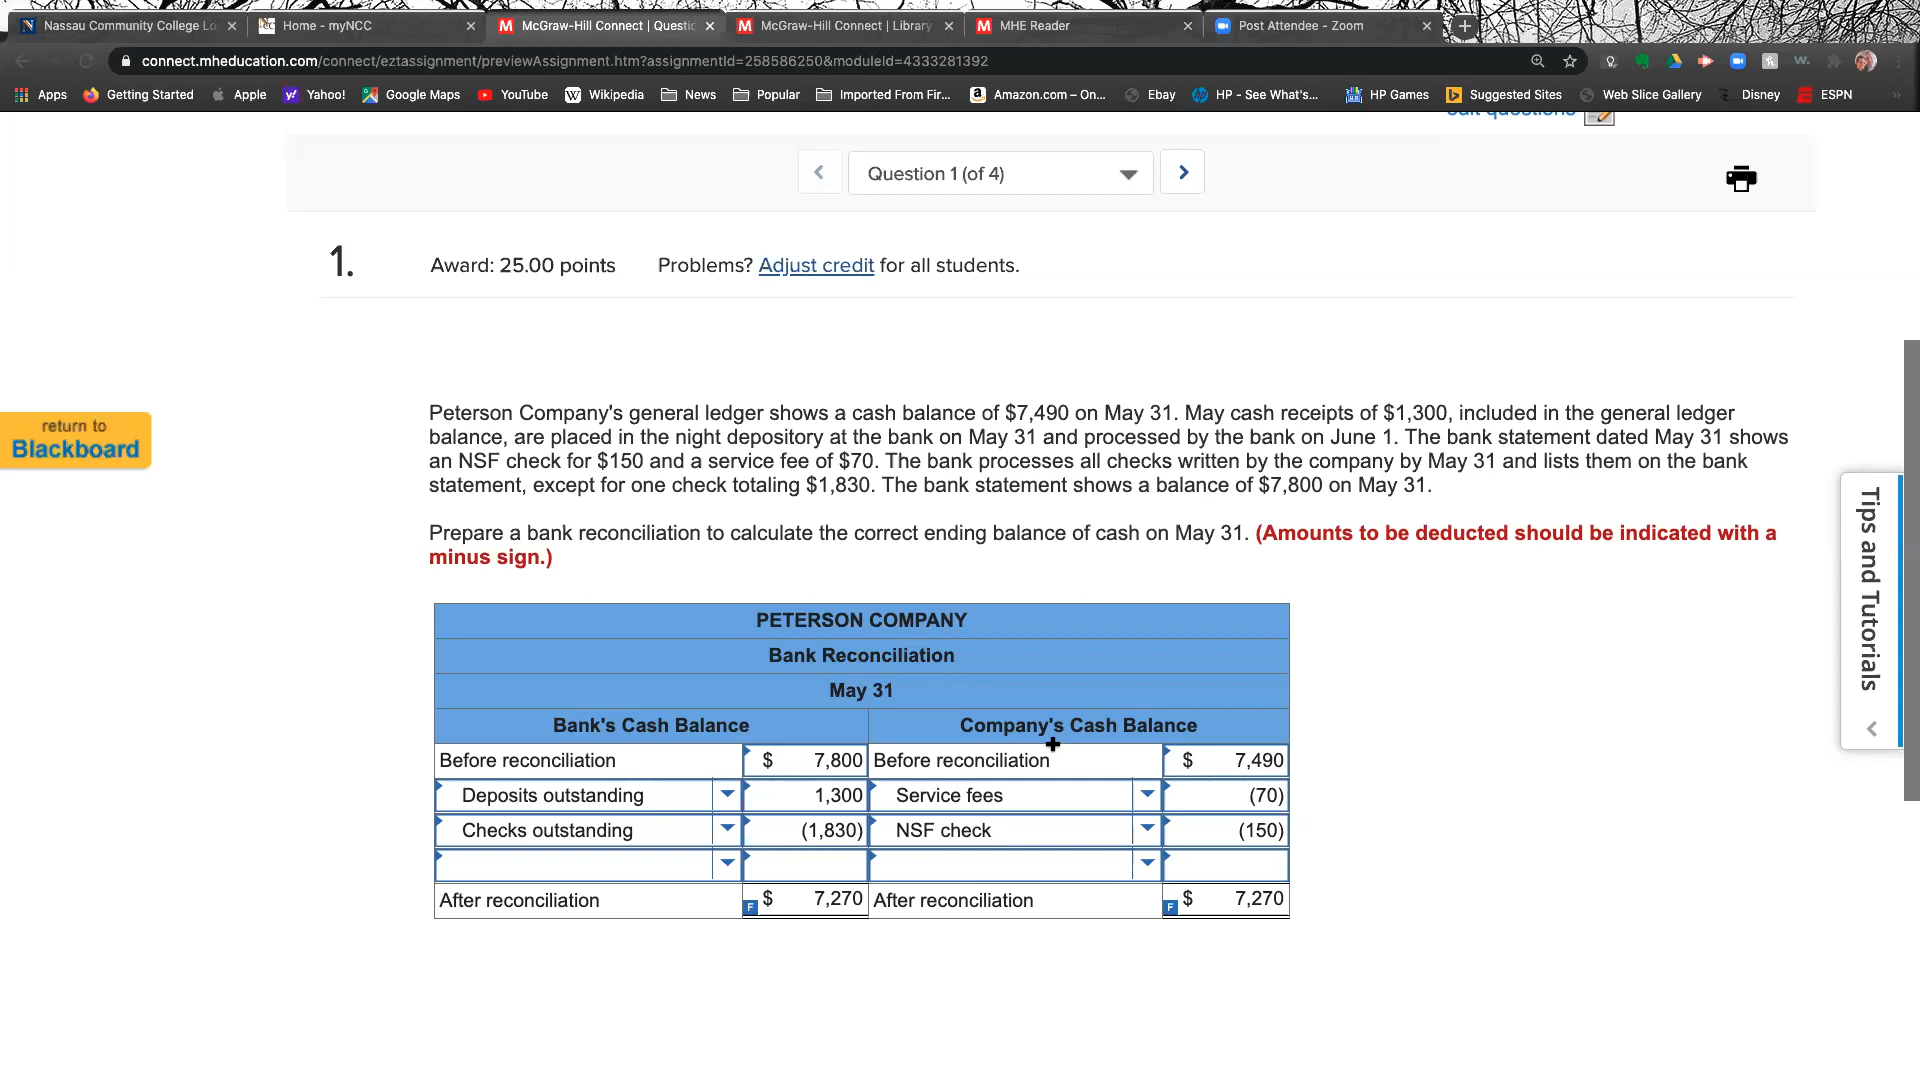 Nassau Community College Lo
Home - myNCC
McGraw-Hill Connect | Questio
McGraw-Hill Connect | Library
MHE Reader
Post Attendee - Zoom
connect.mheducation.com/connect/eztassignment/previewAssignment.htm?assignmentId=258586250&moduleId=4333281392
Apps Getting Started Apple Yahoo! Google Maps YouTube Wikipedia News Popular Imported From Fir... Amazon.com – On... Ebay HP - See What's... HP Games Suggested Sites Web Slice Gallery Disney ESPN
edit questions
Question 1 (of 4)
1. Award: 25.00 points Problems? Adjust credit for all students.
return to
Blackboard
Peterson Company's general ledger shows a cash balance of $7,490 on May 31. May cash receipts of $1,300, included in the general ledger
balance, are placed in the night depository at the bank on May 31 and processed by the bank on June 1. The bank statement dated May 31 shows
an NSF check for $150 and a service fee of $70. The bank processes all checks written by the company by May 31 and lists them on the bank
statement, except for one check totaling $1,830. The bank statement shows a balance of $7,800 on May 31.
Prepare a bank reconciliation to calculate the correct ending balance of cash on May 31. (Amounts to be deducted should be indicated with a
minus sign.)
Tips and Tutorials
PETERSON COMPANY
Bank Reconciliation
May 31
Bank's Cash Balance Company's Cash Balance
Before reconciliation $ 7,800 Before reconciliation $ 7,490
Deposits outstanding 1,300 Service fees (70)
Checks outstanding (1,830) NSF check (150)
After reconciliation F $ 7,270 After reconciliation F $ 7,270